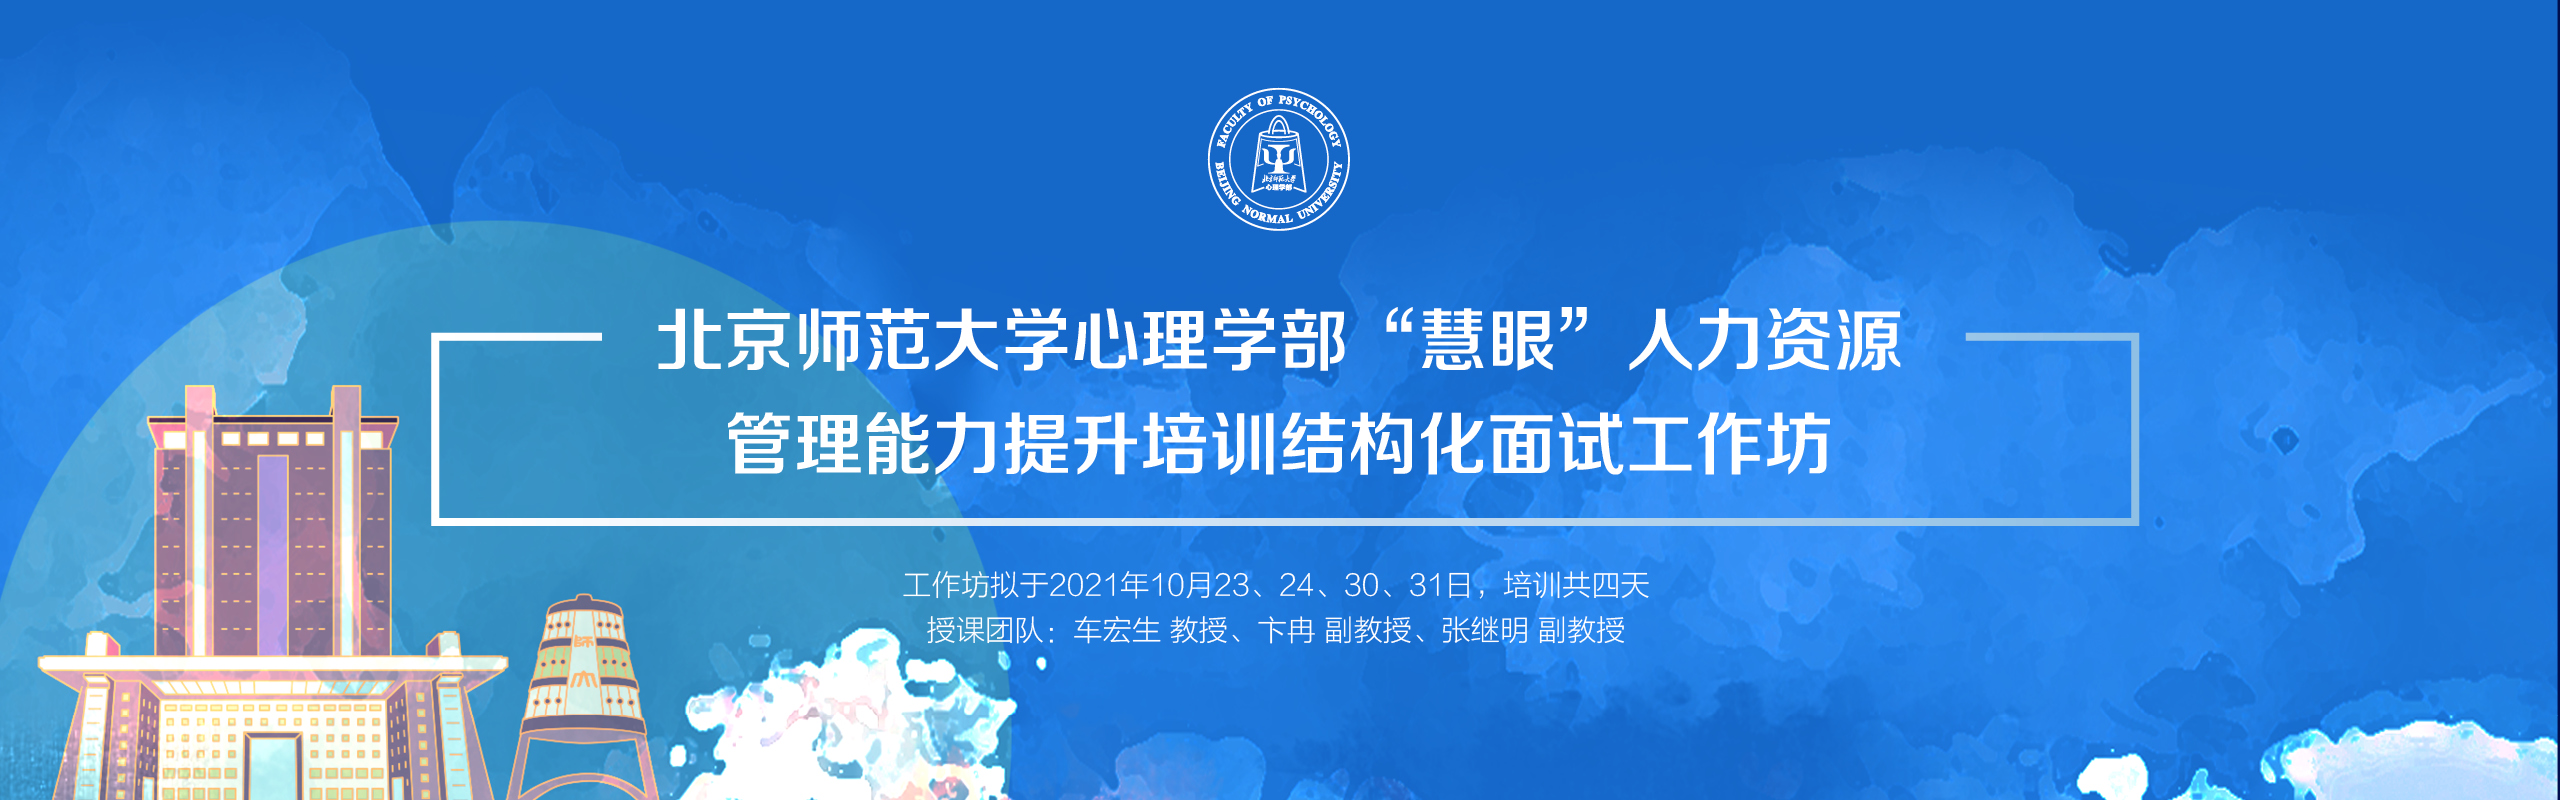 FACULTY OF PSYCHOLOGY
BEIJING NORMAL UNIVERSITY
北京师范大学
心理学部
北京师范大学心理学部“慧眼”人力资源
管理能力提升培训结构化面试工作坊
工作坊拟于2021年10月23、24、30、31日，培训共四天
授课团队：车宏生 教授、卞冉 副教授、张继明 副教授
師
大